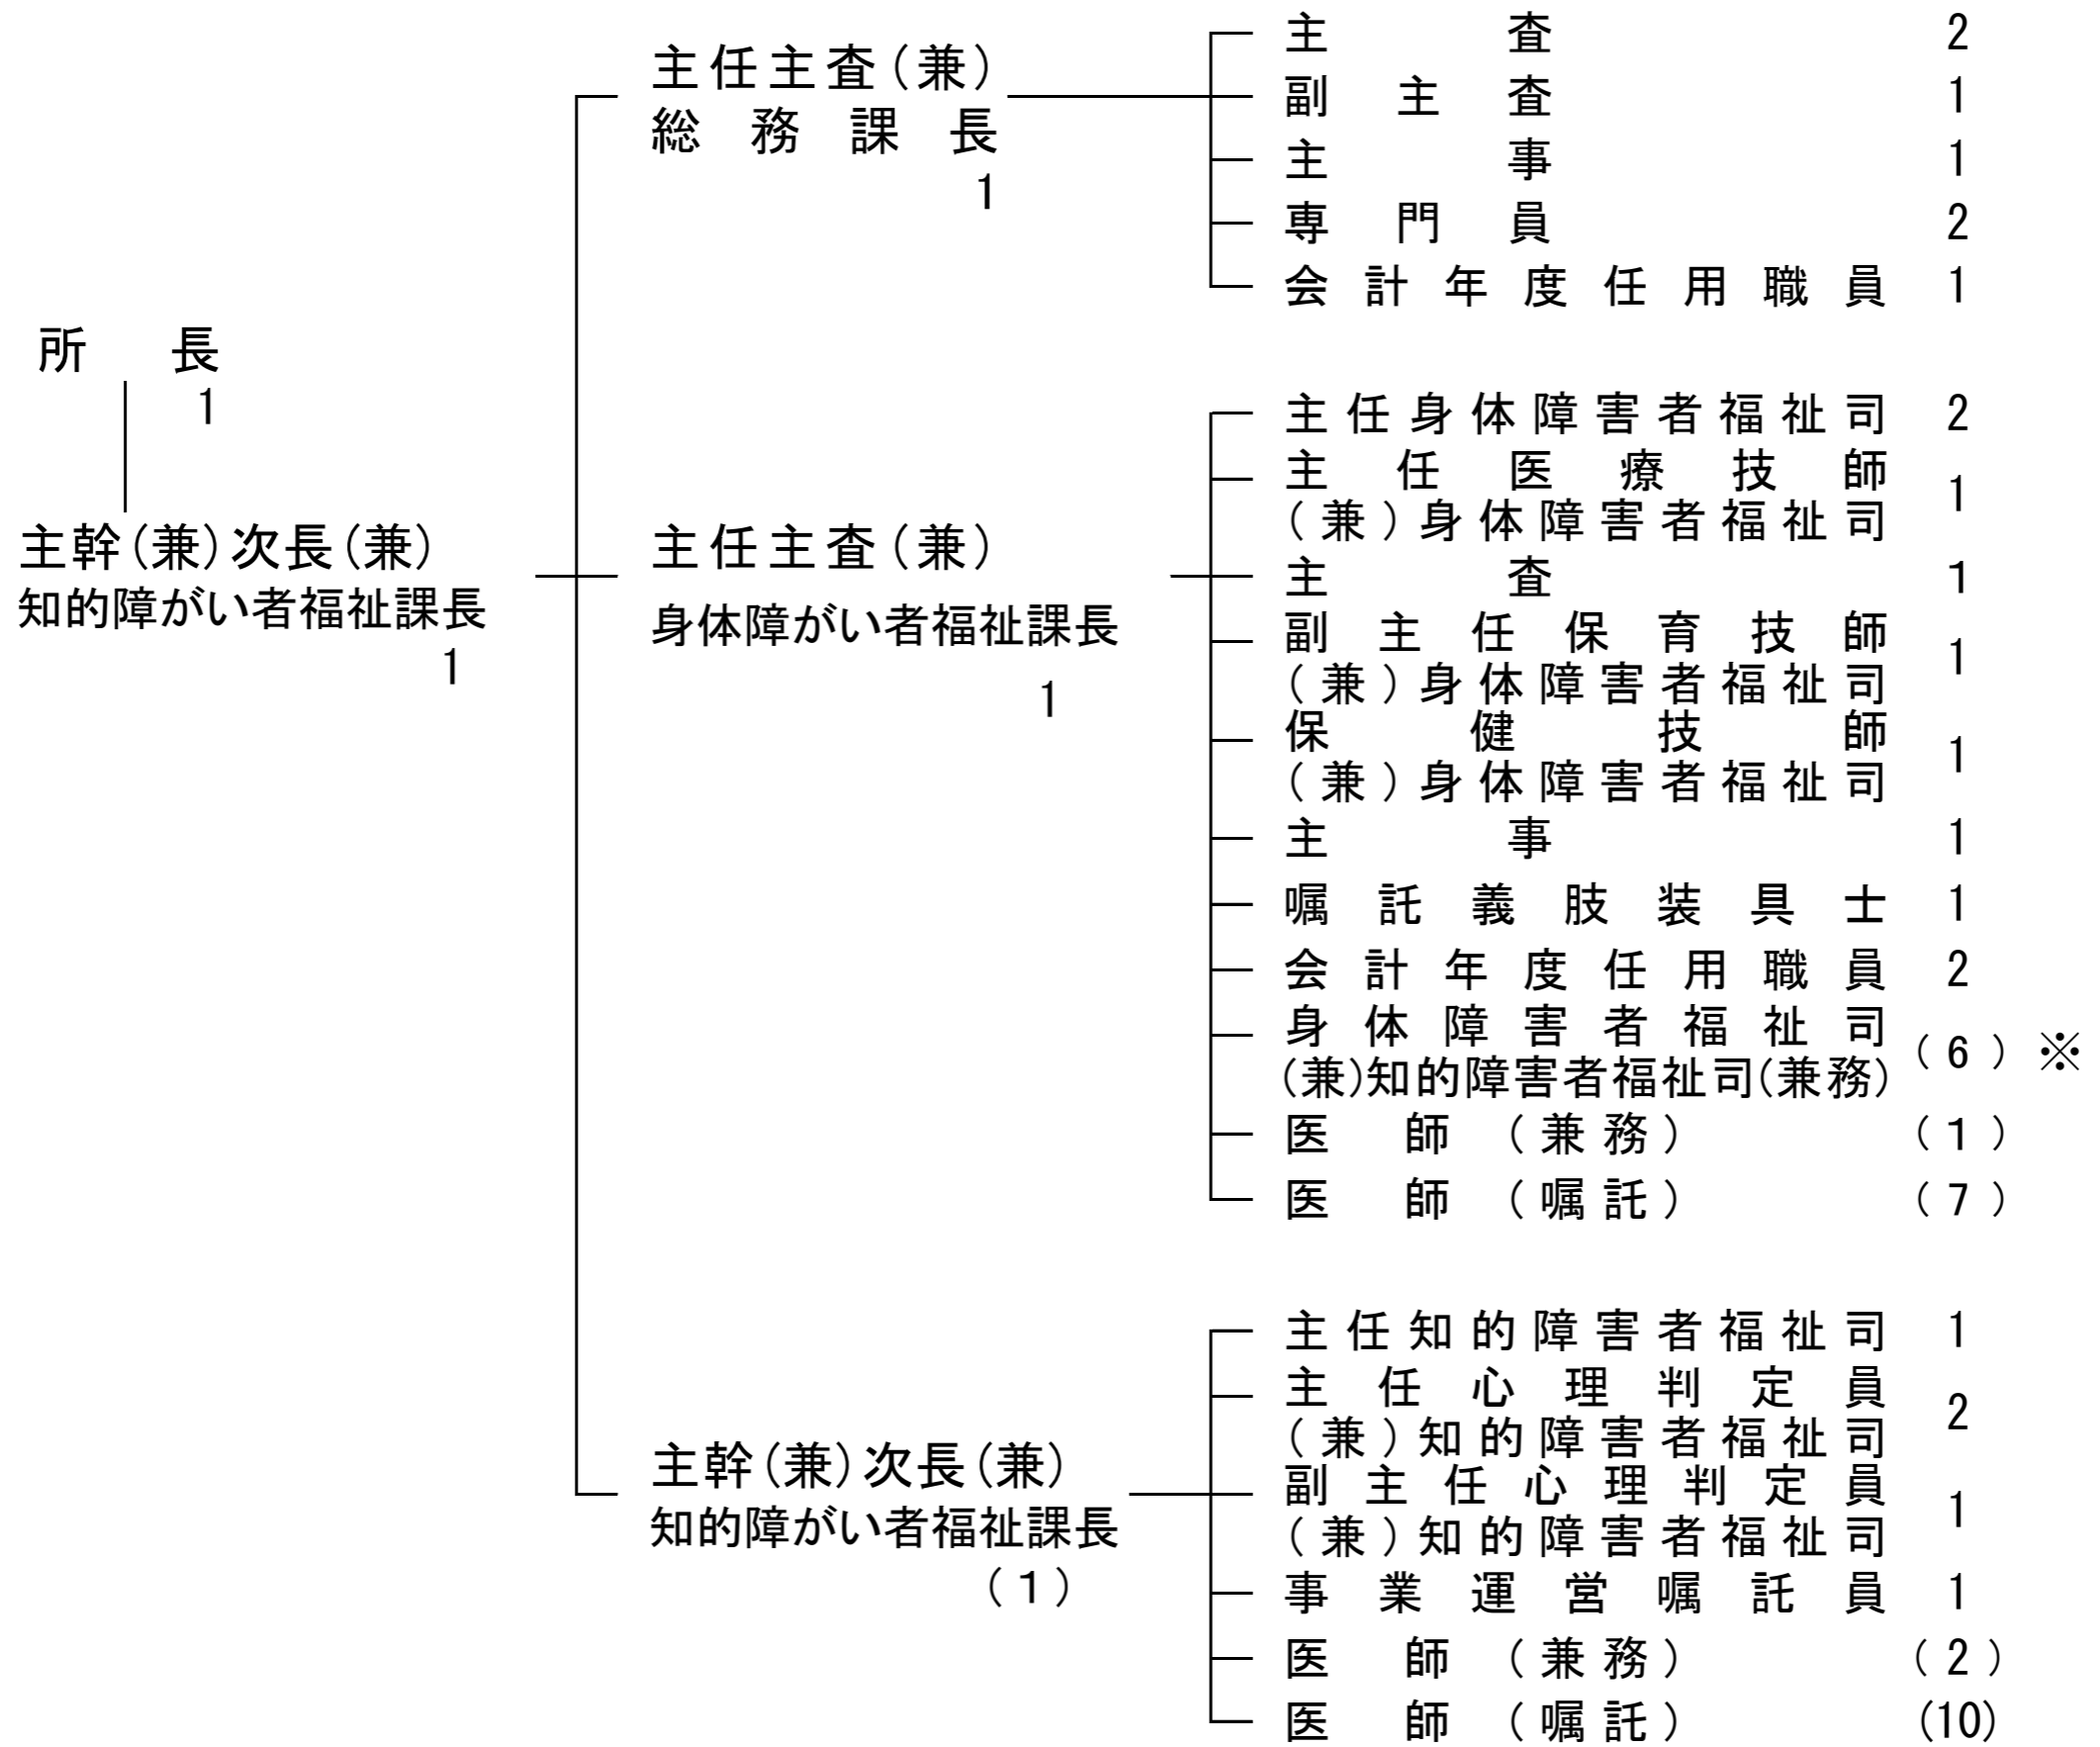 所長
1
主幹(兼)次長(兼)
知的障がい者福祉課長
1
主任主査(兼)
総務課長
1
主査 2
副主査 1
主事 1
専門員 2
会計年度任用職員 1
主任主査(兼)
身体障がい者福祉課長
1
主任身体障害者福祉司 2
主任医療技師
(兼)身体障害者福祉司 1
主査 1
副主任保育技師
(兼)身体障害者福祉司 1
保健技師
(兼)身体障害者福祉司 1
主事 1
嘱託義肢装具士 1
会計年度任用職員 2
身体障害者福祉司
(兼)知的障害者福祉司(兼務) (6) ※
医師(兼務) (1)
医師(嘱託) (7)
主幹(兼)次長(兼)
知的障がい者福祉課長
(1)
主任知的障害者福祉司 1
主任心理判定員
(兼)知的障害者福祉司 2
副主任心理判定員
(兼)知的障害者福祉司 1
事業運営嘱託員 1
医師(兼務) (2)
医師(嘱託) (10)